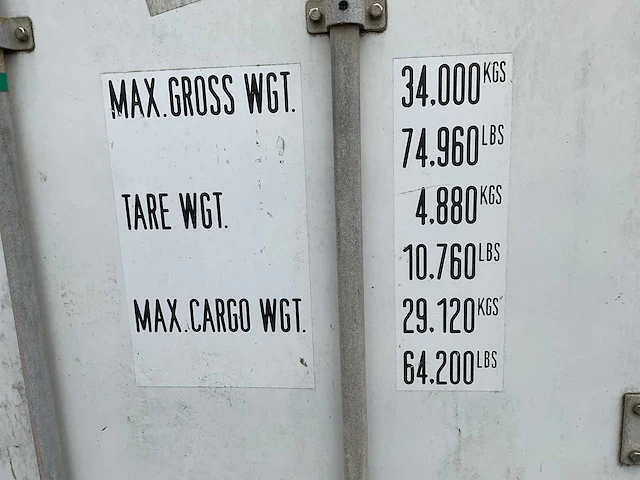 MAX.GROSS WGT. 34.000 KGS
74.960 LBS
TARE WGT. 4.880 KGS
10.760 LBS
MAX.CARGO WGT. 29.120 KGS
64.200 LBS